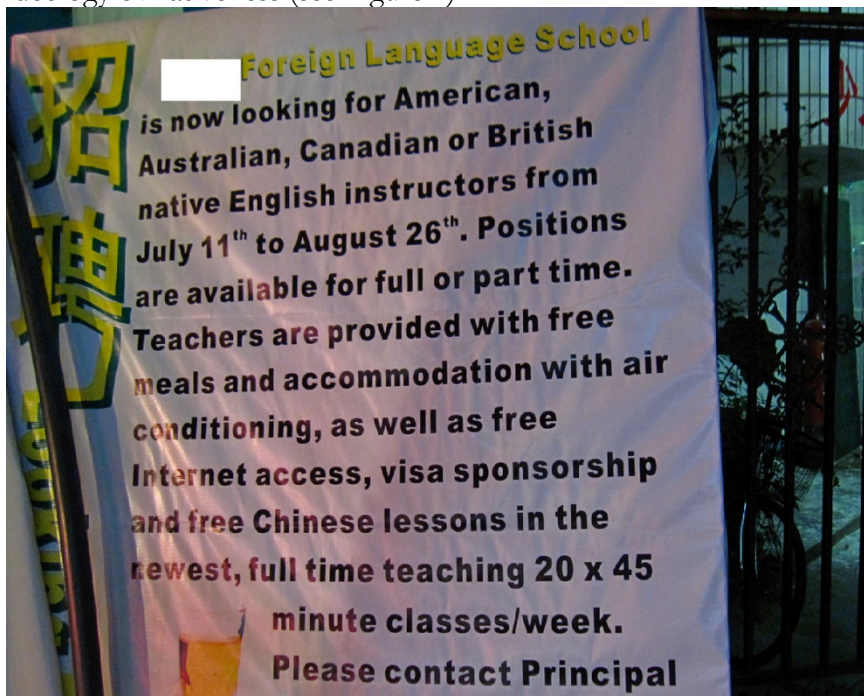 招聘
Foreign Language School
is now looking for American,
Australian, Canadian or British
native English instructors from
July 11th to August 26th. Positions
are available for full or part time.
Teachers are provided with free
meals and accommodation with air
conditioning, as well as free
Internet access, visa sponsorship
and free Chinese lessons in the
newest, full time teaching 20 x 45
minute classes/week.
Please contact Principal